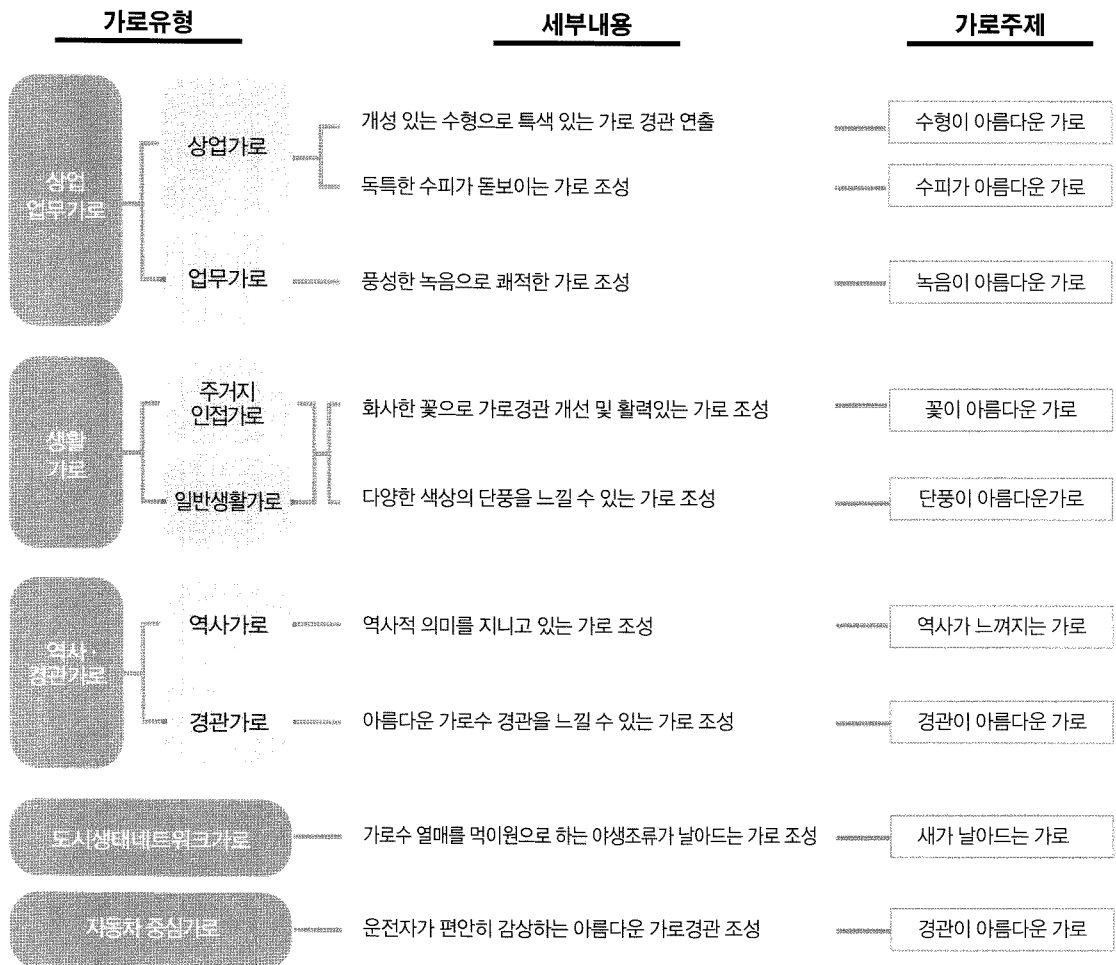 가로유형 세부내용 가로주제
상업
업무가로
상업가로
개성 있는 수형으로 특색 있는 가로 경관 연출
수형이 아름다운 가로
독특한 수피가 돋보이는 가로 조성
수피가 아름다운 가로
업무가로
풍성한 녹음으로 쾌적한 가로 조성
녹음이 아름다운 가로
생활
가로
주거지
인접가로
화사한 꽃으로 가로경관 개선 및 활력있는 가로 조성
꽃이 아름다운 가로
일반생활가로
다양한 색상의 단풍을 느낄 수 있는 가로 조성
단풍이 아름다운가로
역사·
경관가로
역사가로
역사적 의미를 지니고 있는 가로 조성
역사가 느껴지는 가로
경관가로
아름다운 가로수 경관을 느낄 수 있는 가로 조성
경관이 아름다운 가로
도시생태네트워크가로
가로수 열매를 먹이원으로 하는 야생조류가 날아드는 가로 조성
새가 날아드는 가로
자동차 중심가로
운전자가 편안히 감상하는 아름다운 가로경관 조성
경관이 아름다운 가로